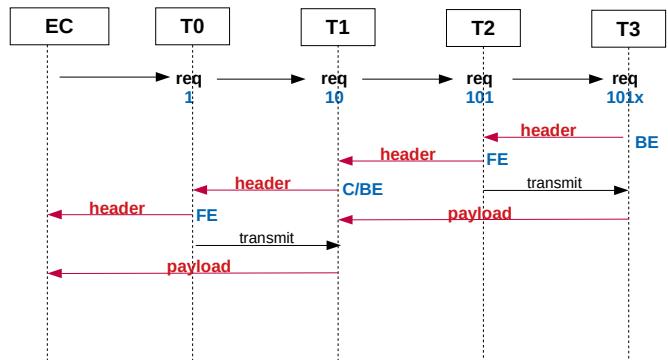 EC T0 T1 T2 T3
req req req req
1 10 101 101x
header BE
header FE
header C/BE transmit
header FE payload
transmit
payload